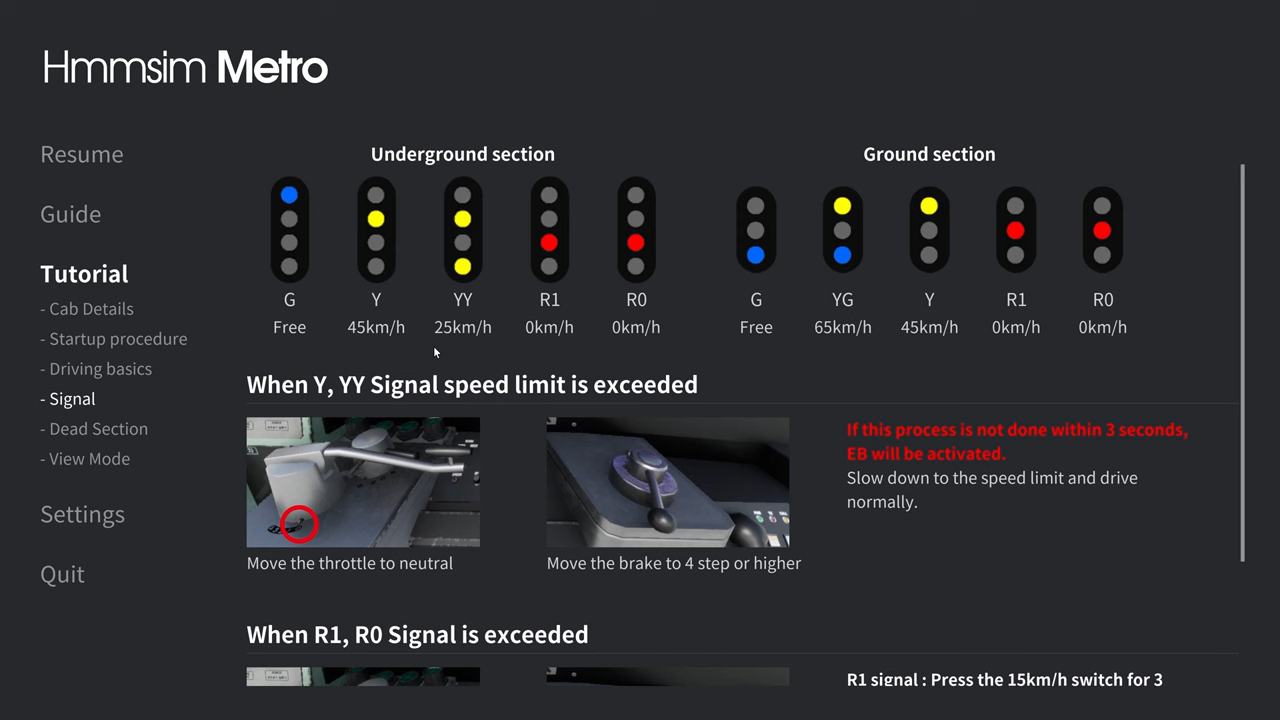 Hmmsim Metro
Resume
Guide
Tutorial
- Cab Details
- Startup procedure
- Driving basics
- Signal
- Dead Section
- View Mode
Settings
Quit
Underground section
G
Y
YY
R1
R0
Free
45km/h
25km/h
0km/h
0km/h
Ground section
G
YG
Y
R1
R0
Free
65km/h
45km/h
0km/h
0km/h
When Y, YY Signal speed limit is exceeded
Move the throttle to neutral
Move the brake to 4 step or higher
If this process is not done within 3 seconds,
EB will be activated.
Slow down to the speed limit and drive
normally.
When R1, R0 Signal is exceeded
R1 signal : Press the 15km/h switch for 3